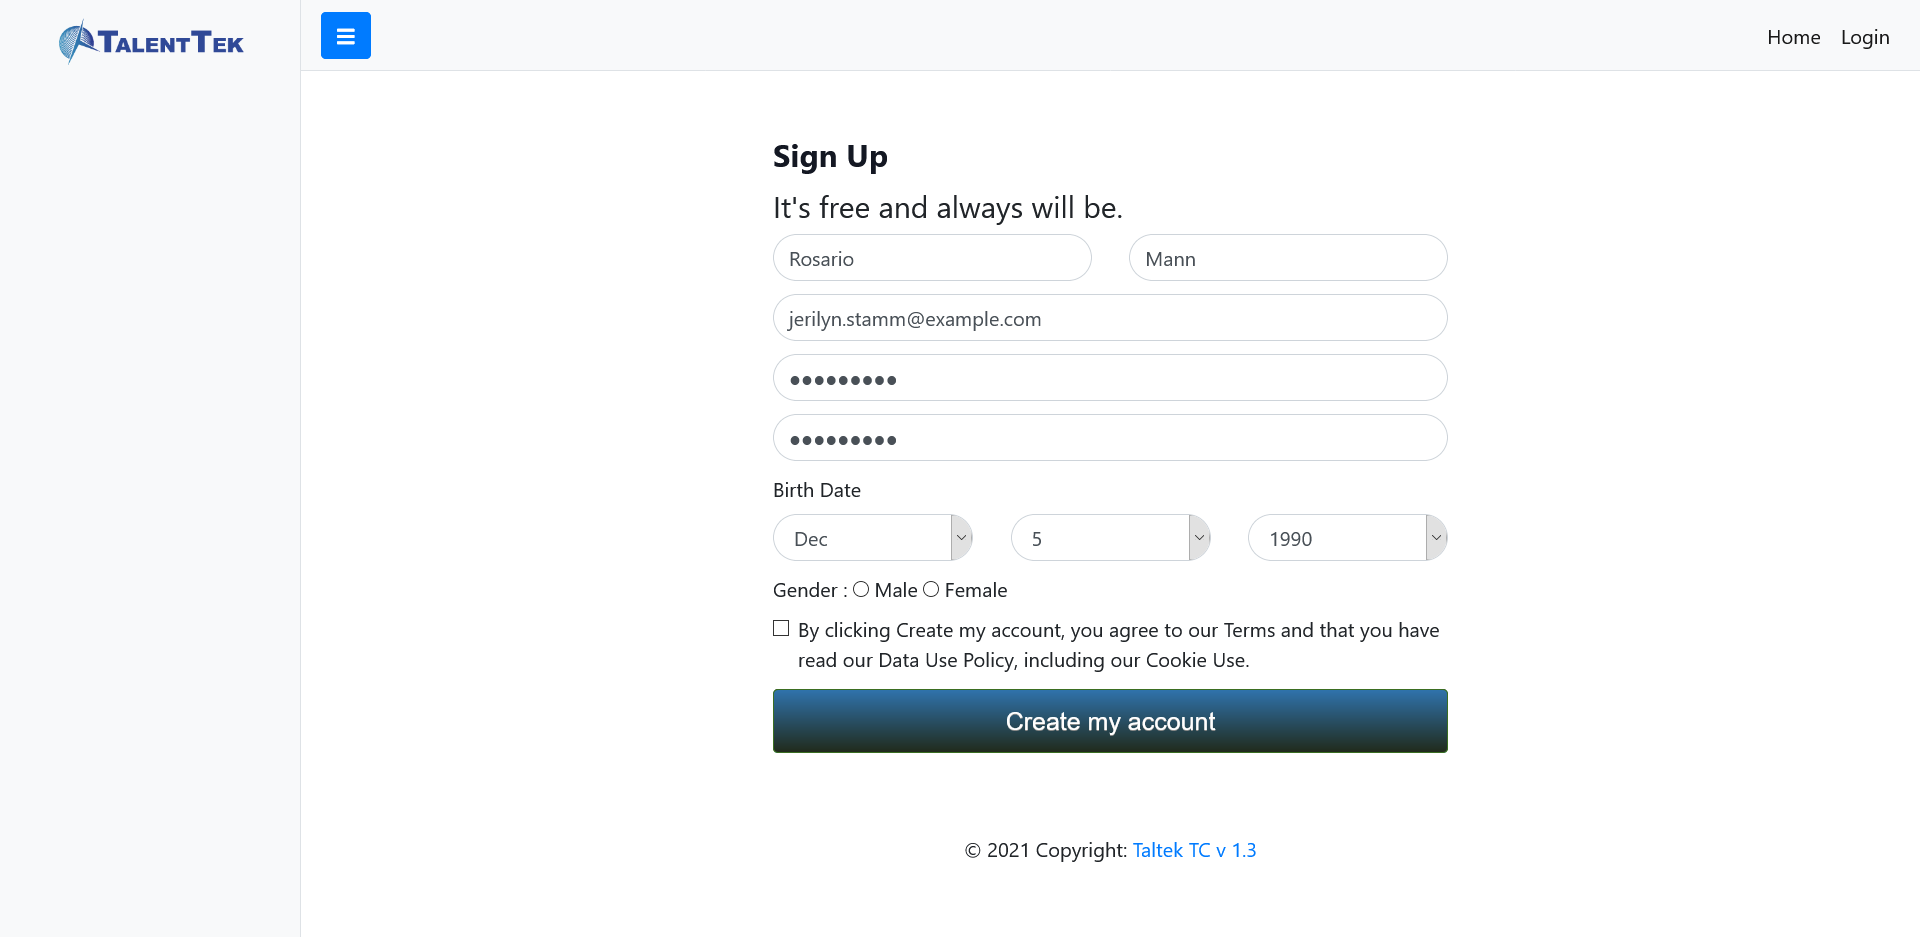 TALENTTEK
Home Login
Sign Up
It's free and always will be.
Rosario Mann
jerilyn.stamm@example.com
●●●●●●●●●
●●●●●●●●●
Birth Date
Dec 5 1990
Gender : Male Female
By clicking Create my account, you agree to our Terms and that you have
read our Data Use Policy, including our Cookie Use.
Create my account
© 2021 Copyright: Taltek TC v 1.3